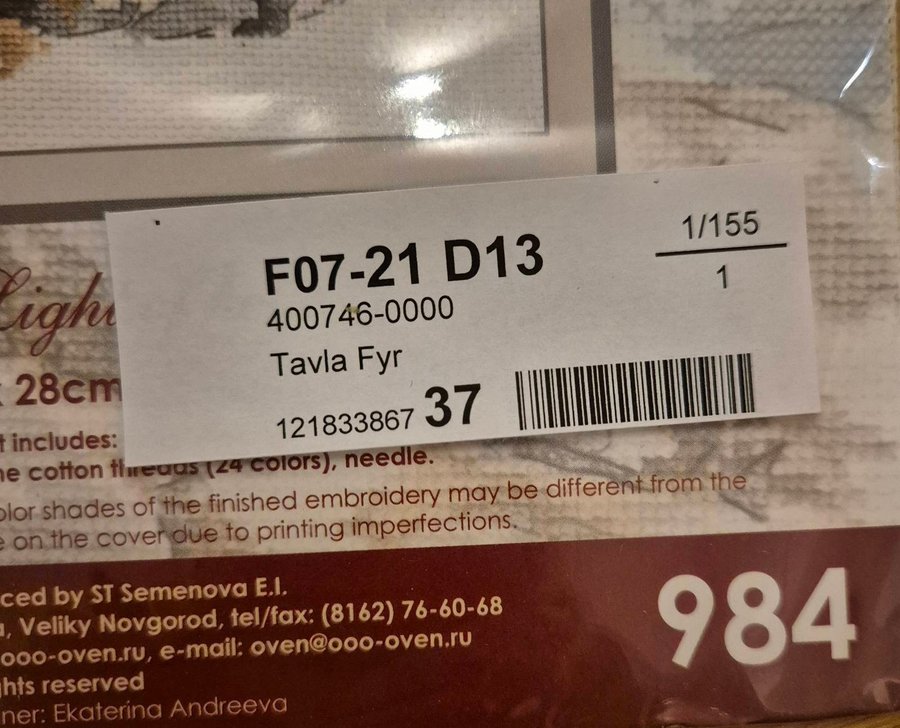 F07-21 D13
1/155
1
400746-0000
Tavla Fyr
121833867 37
28cm
includes:
cotton threads (24 colors), needle.
shades of the finished embroidery may be different from the
on the cover due to printing imperfections.
by ST Semenova E.I.
Veliky Novgorod, tel/fax: (8162) 76-60-68
ooo-oven.ru, e-mail: oven@ooo-oven.ru
reserved
Ekaterina Andreeva
984